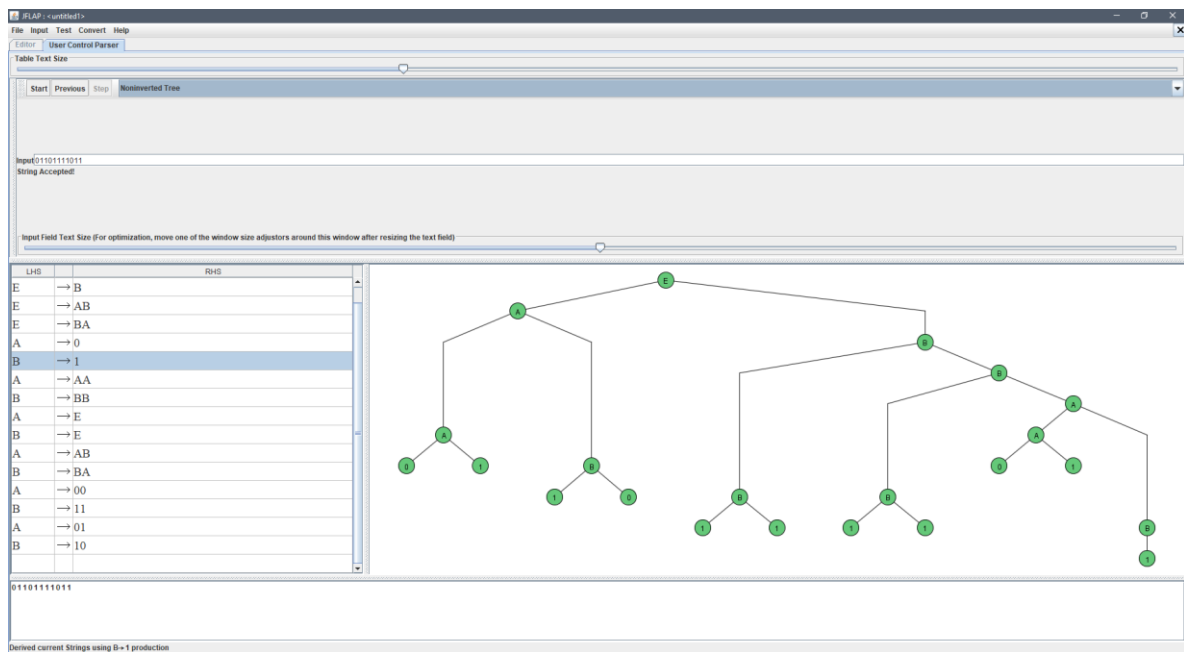 JFLAP : <untitled1>
File Input Test Convert Help
Editor User Control Parser
Table Text Size
Start Previous Step Noninverted Tree
Input 01101111011
String Accepted!
Input Field Text Size (For optimization, move one of the window size adjustors around this window after resizing the text field)
LHS RHS
E → B
E → AB
E → BA
A → 0
B → 1
A → AA
B → BB
A → E
B → E
A → AB
B → BA
A → 00
B → 11
A → 01
B → 10
E
A
B
B
A
A A
0 1 B 0 1
1 0 B B B
1 1 1 1
1
01101111011
Derived current Strings using B→1 production